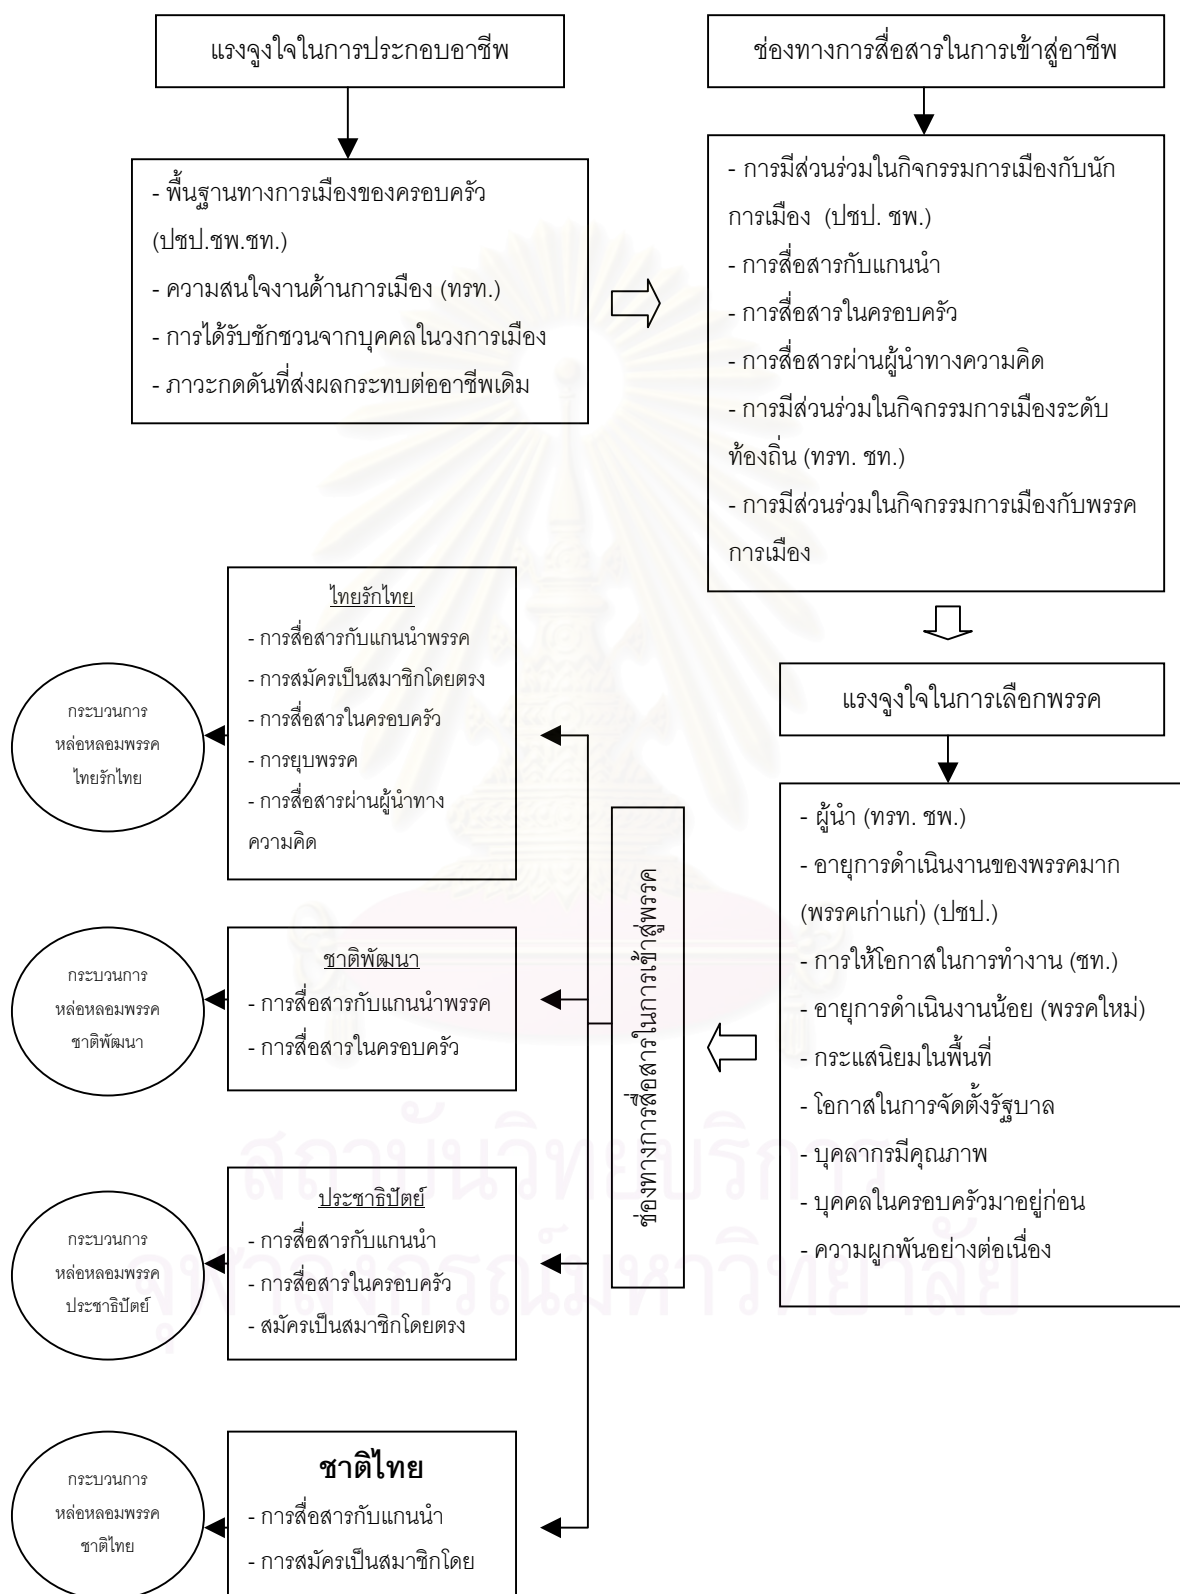 แรงจูงใจในการประกอบอาชีพ
- พื้นฐานทางการเมืองของครอบครัว
(ปชป.ชพ.ชท.)
- ความสนใจงานด้านการเมือง (ทรท.)
- การได้รับชักชวนจากบุคคลในวงการเมือง
- ภาวะกดดันที่ส่งผลกระทบต่ออาชีพเดิม
ช่องทางการสื่อสารในการเข้าสู่อาชีพ
- การมีส่วนร่วมในกิจกรรมการเมืองกับนัก
การเมือง (ปชป. ชพ.)
- การสื่อสารกับแกนนำ
- การสื่อสารในครอบครัว
- การสื่อสารผ่านผู้นำทางความคิด
- การมีส่วนร่วมในกิจกรรมการเมืองระดับ
ท้องถิ่น (ทรท. ชท.)
- การมีส่วนร่วมในกิจกรรมการเมืองกับพรรค
การเมือง
แรงจูงใจในการเลือกพรรค
- ผู้นำ (ทรท. ชพ.)
- อายุการดำเนินงานของพรรคมาก
(พรรคเก่าแก่) (ปชป.)
- การให้โอกาสในการทำงาน (ชท.)
- อายุการดำเนินงานน้อย (พรรคใหม่)
- กระแสนิยมในพื้นที่
- โอกาสในการจัดตั้งรัฐบาล
- บุคลากรมีคุณภาพ
- บุคคลในครอบครัวมาอยู่ก่อน
- ความผูกพันอย่างต่อเนื่อง
ช่องทางการสื่อสารในการเข้าสู่พรรค
ไทยรักไทย
- การสื่อสารกับแกนนำพรรค
- การสมัครเป็นสมาชิกโดยตรง
- การสื่อสารในครอบครัว
- การยุบพรรค
- การสื่อสารผ่านผู้นำทาง
ความคิด
กระบวนการ
หล่อหลอมพรรค
ไทยรักไทย
ชาติพัฒนา
- การสื่อสารกับแกนนำพรรค
- การสื่อสารในครอบครัว
กระบวนการ
หล่อหลอมพรรค
ชาติพัฒนา
ประชาธิปัตย์
- การสื่อสารกับแกนนำ
- การสื่อสารในครอบครัว
- สมัครเป็นสมาชิกโดยตรง
กระบวนการ
หล่อหลอมพรรค
ประชาธิปัตย์
ชาติไทย
- การสื่อสารกับแกนนำ
- การสมัครเป็นสมาชิกโดย
กระบวนการ
หล่อหลอมพรรค
ชาติไทย
สถาบันวิทยบริการ
จุฬาลงกรณ์มหาวิทยาลัย